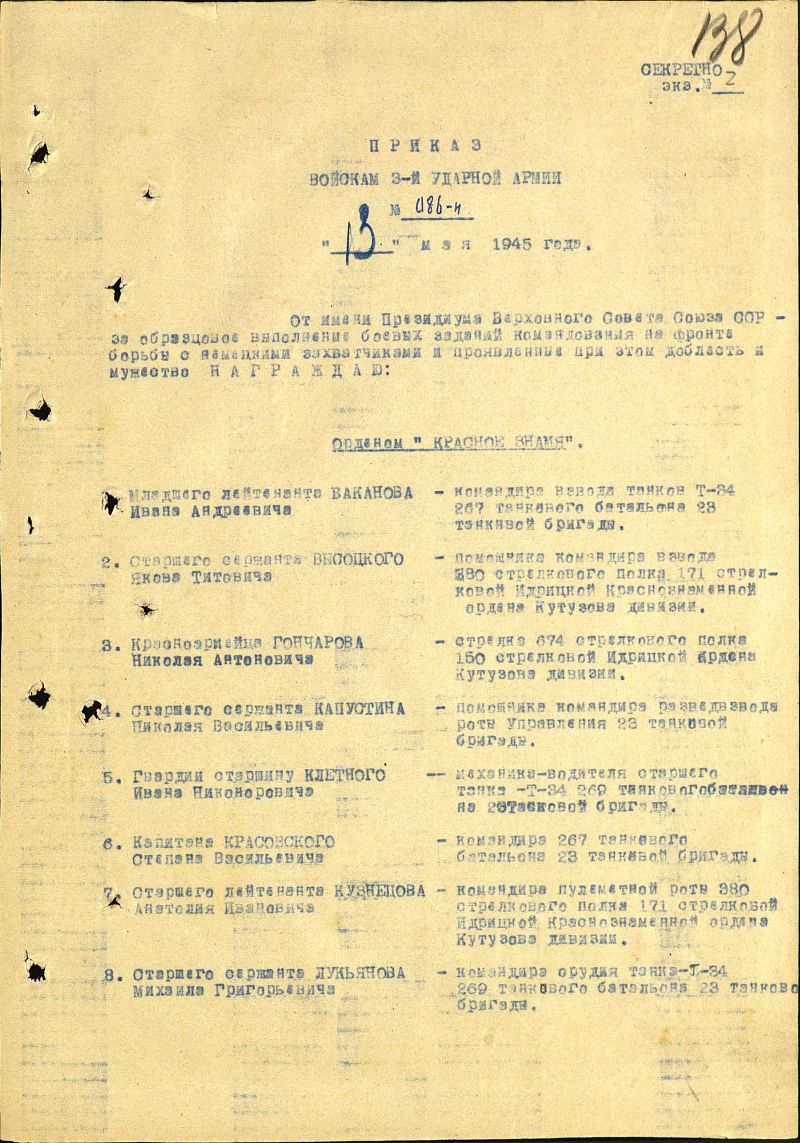 138
СЕКРЕТНО
экз.№ 2
ПРИКАЗ
ВОЙСКАМ 3-Й УДАРНОЙ АРМИИ
№ 086-н
"13" мая 1945 года.
От имени Президиума Верховного Совета Союза ССР -
за образцовое выполнение боевых заданий командования на фронте
борьбы с немецкими захватчиками и проявленные при этом доблесть и
мужество НАГРАЖДАЮ:
Орденом " КРАСНОЕ ЗНАМЯ".
Младшего лейтенанта БАКАНОВА - командира взвода танков Т-34
Ивана Андреевича 267 танкового батальона 23
танкивой бригады.
2. Старшего сержанта ВЫСОЦКОГО - помощника командира взвода
Якова Титовича 380 стрелкового полка 171 стрел-
ковой Идрицкой Краснознаменной
ордена Кутузова дивизии.
3. Красноармейца ГОНЧАРОВА - стрелка 674 стрелкового полка
Николая Антоновича 150 стрелковой Идрицкой ордена
Кутузова дивизии.
4. Старшего сержанта КАПУСТИНА - помощника командира разведвзвода
Николая Васильевича роты управления 23 танковой
бригады.
5. Гвардии старшину КЛЕТНОГО -- механика-водителя старшего
Ивана Никоноровича танка -Т-34 269 танкового
бригады.
6. Капитана КРАСОВСКОГО - командира 267 танкового
Степана Васильевича батальона 23 танковой бригады.
7. Старшего лейтенанта КУЗНЕЦОВА - командира пулеметной роты 380
Анатолия Ивановича стрелкового полка 171 стрелковой
Идрицкой Краснознаменной ордена
Кутузова дивизии.
8. Старшего сержанта ЛУКЬЯНОВА - командира орудия танка-Т-34
Михаила Григорьевича 269 танкового батальона 23 танково
бригады.